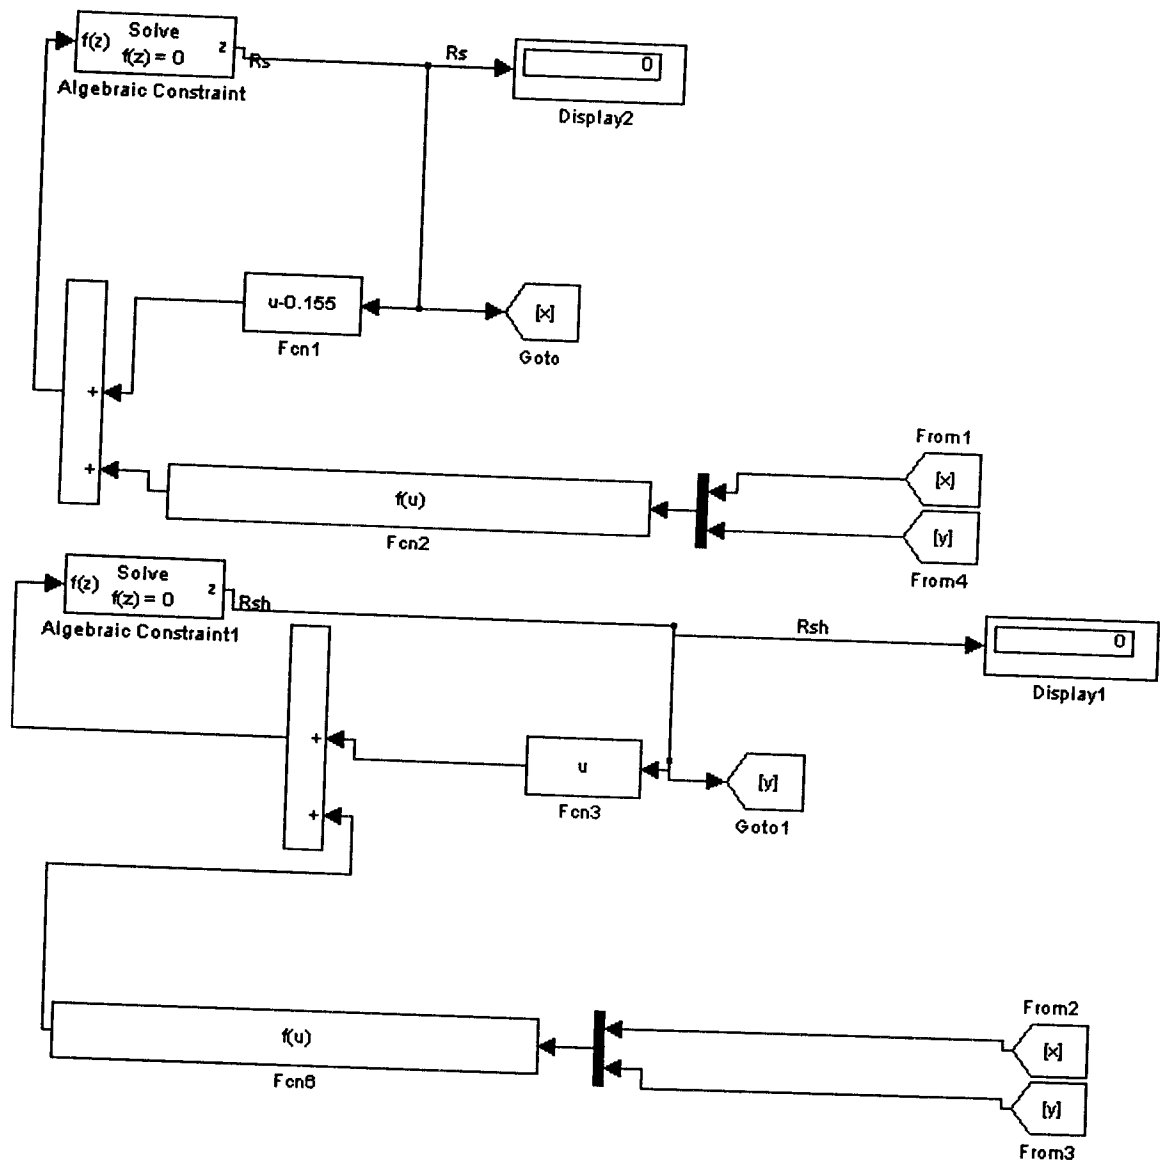 Solve
f(z)
f(z) = 0
z
Algebraic Constraint
Rs
Rs
0
Display2
u-0.155
Fcn1
[x]
Goto
+
+
f(u)
Fcn2
From1
[x]
[y]
From4
Solve
f(z)
f(z) = 0
z
Algebraic Constraint1
Rsh
Rsh
0
Display1
+
+
u
Fcn3
[y]
Goto1
f(u)
Fcn6
From2
[x]
[y]
From3